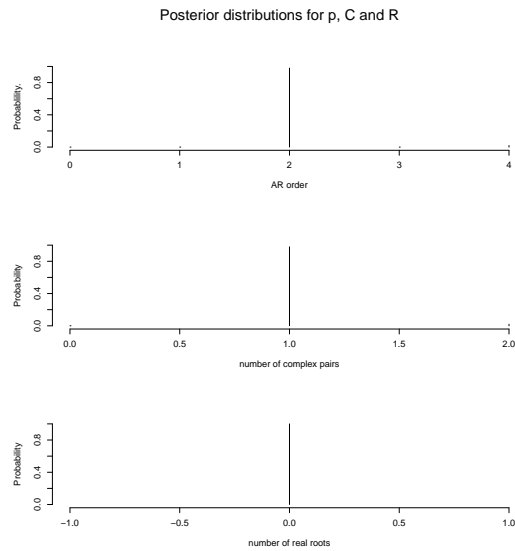 Posterior distributions for p, C and R
Probablility.
0.0 0.4 0.8
0 1 2 3 4
AR order
Probability
0.0 0.4 0.8
0.0 0.5 1.0 1.5 2.0
number of complex pairs
Probability
0.0 0.4 0.8
−1.0 −0.5 0.0 0.5 1.0
number of real roots